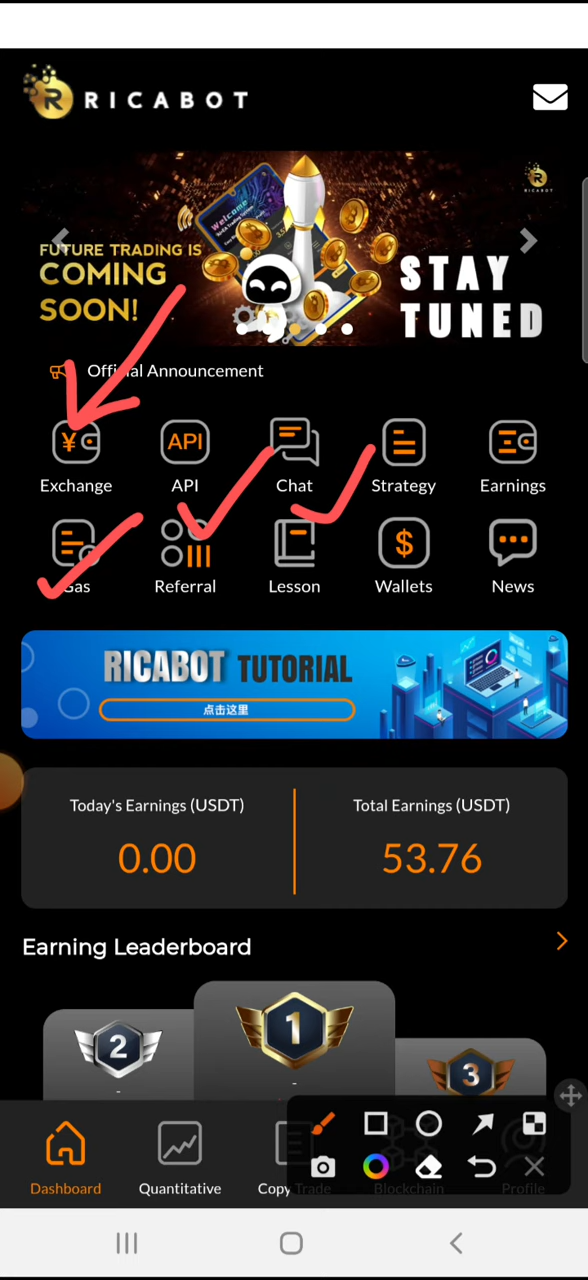 RICABOT
Welcome
RICABOT
FUTURE TRADING IS
COMING
SOON!
STAY
TUNED
Official Announcement
¥
API
Exchange
API
Chat
Strategy
Earnings
$
Gas
Referral
Lesson
Wallets
News
RICABOT TUTORIAL
点击这里
Today's Earnings (USDT)
Total Earnings (USDT)
0.00
53.76
Earning Leaderboard
1
2
3
-
-
Dashboard
Quantitative
Copy Trade
Blockchain
Profile